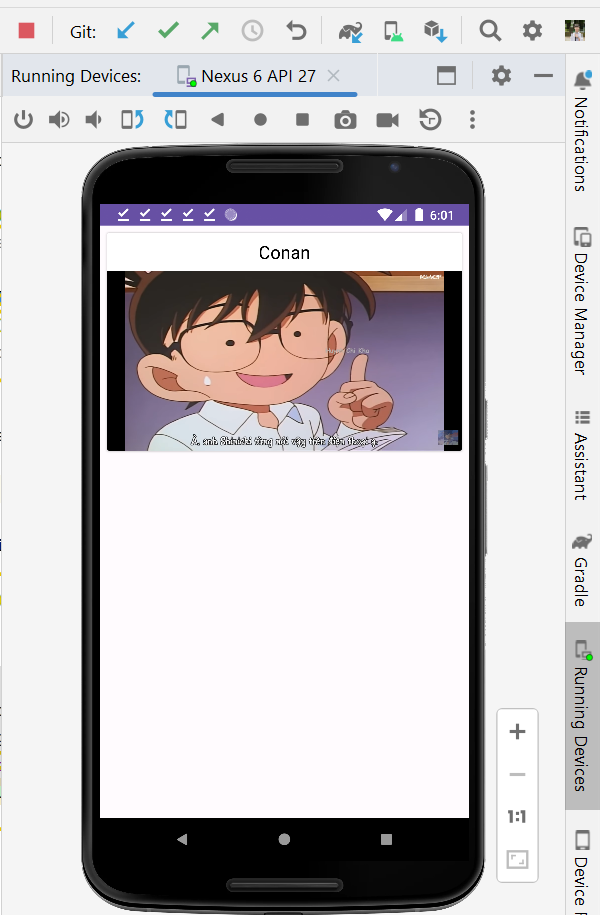 Git:
Running Devices:
Nexus 6 API 27
6:01
Conan
À, anh Shinichi từng nói vậy trên điện thoại
1:1
Notifications
Device Manager
Assistant
Gradle
Running Devices
Device F